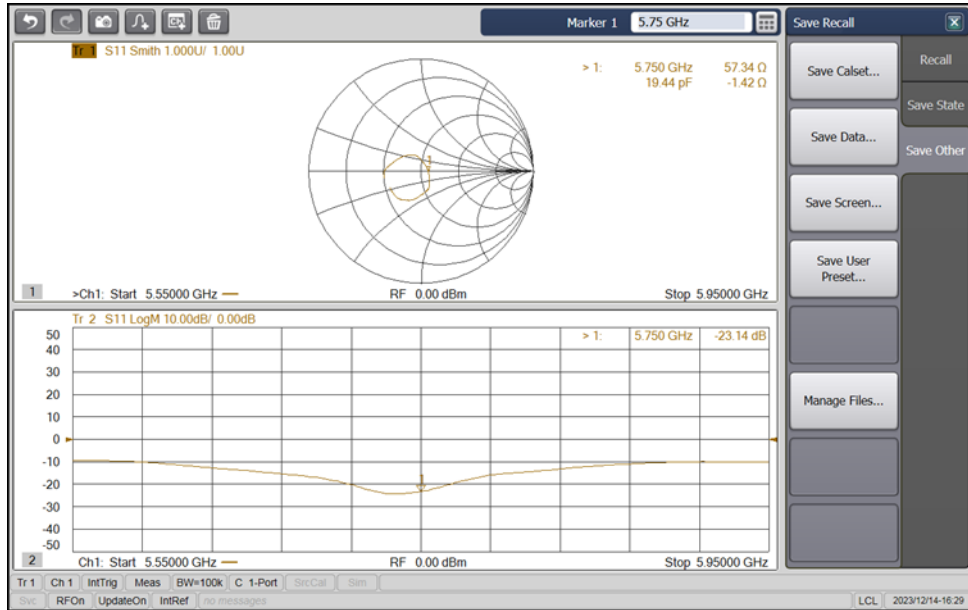 Marker 1 5.75 GHz
Save Recall
Tr 1 S11 Smith 1.000U/ 1.00U
> 1: 5.750 GHz 57.34 Ω
19.44 pF -1.42 Ω
1
1 >Ch1: Start 5.55000 GHz RF 0.00 dBm Stop 5.95000 GHz
Tr 2 S11 LogM 10.00dB/ 0.00dB
> 1: 5.750 GHz -23.14 dB
50
40
30
20
10
0
-10
-20
-30
-40
-50
1
2 Ch1: Start 5.55000 GHz RF 0.00 dBm Stop 5.95000 GHz
Save Calset...
Save Data...
Save Screen...
Save User
Preset...
Manage Files...
Recall
Save State
Save Other
Tr 1 Ch 1 IntTrig Meas BW=100k C 1-Port SrcCal Sim
Svc RFOn UpdateOn IntRef no messages LCL 2023/12/14-16:29